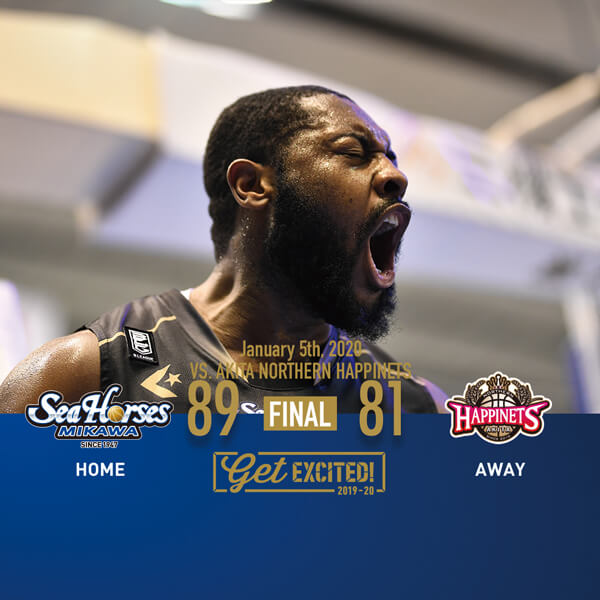 January 5th, 2020
VS. AKITA NORTHERN HAPPINETS
SeaHorses
MIKAWA
SINCE 1947
HOME
89 FINAL 81
HAPPINETS
AWAY
Get EXCITED!
2019-20
B.LEAGUE